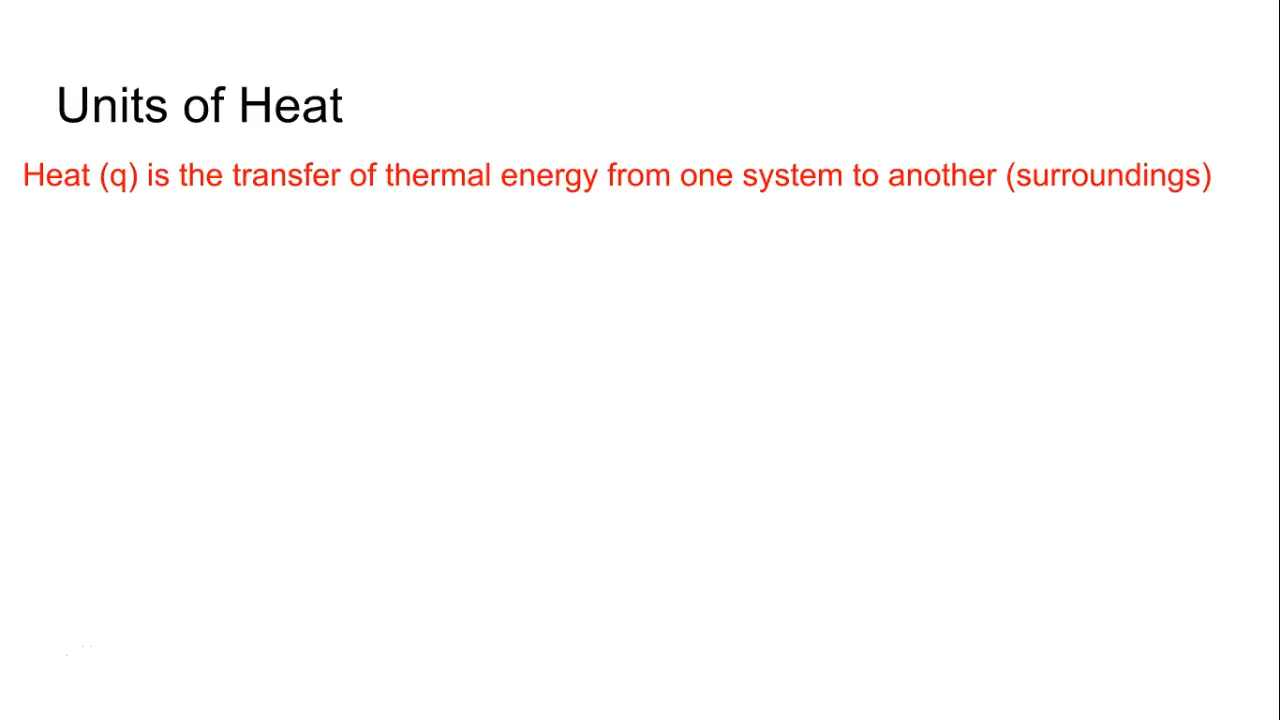 Units of Heat
Heat (q) is the transfer of thermal energy from one system to another (surroundings)